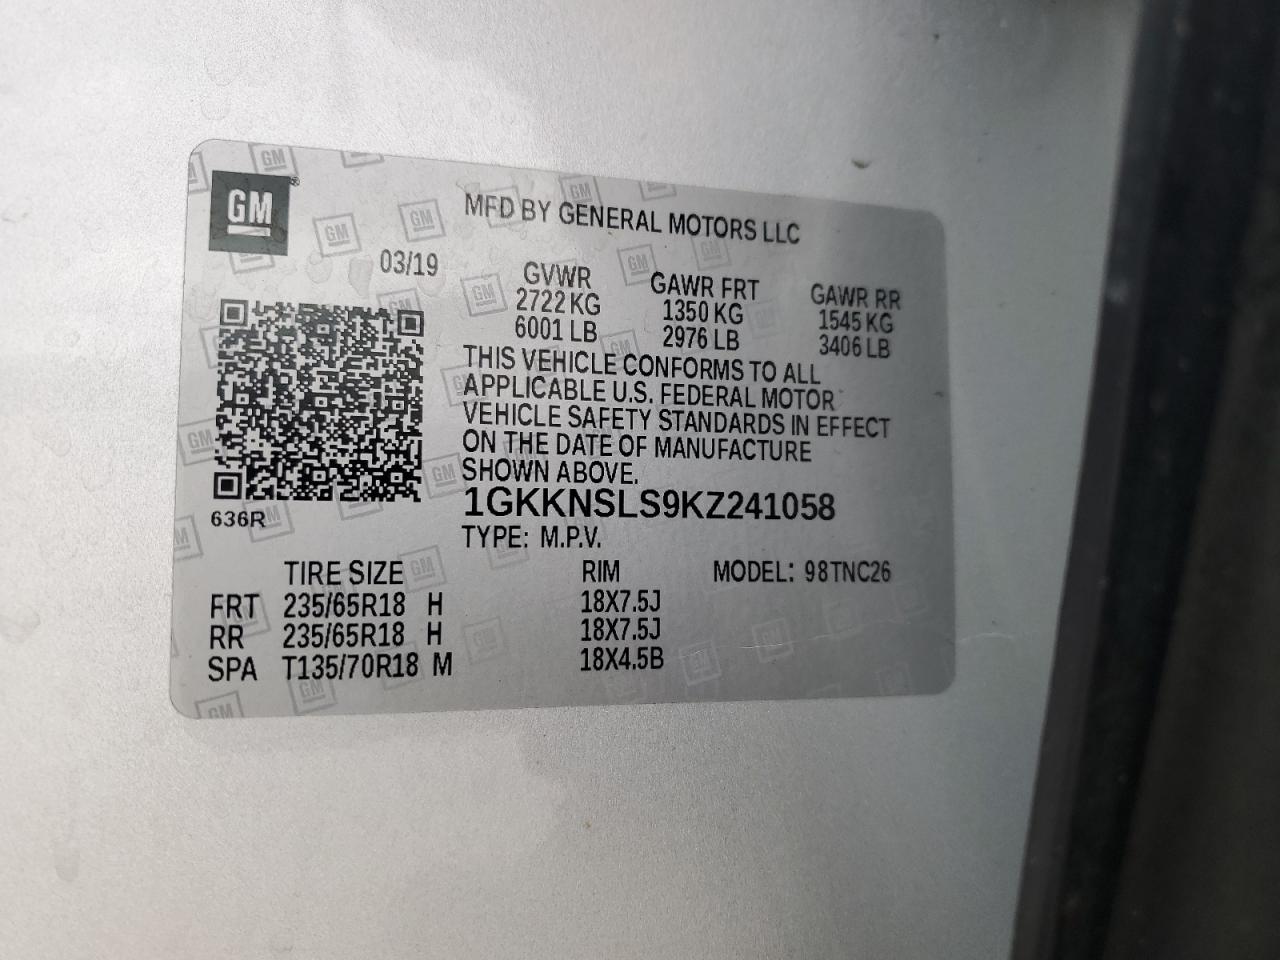 GM
MFD BY GENERAL MOTORS LLC
03/19
GVWR GAWR FRT GAWR RR
2722 KG 1350 KG 1545 KG
6001 LB 2976 LB 3406 LB
THIS VEHICLE CONFORMS TO ALL
APPLICABLE U.S. FEDERAL MOTOR
VEHICLE SAFETY STANDARDS IN EFFECT
ON THE DATE OF MANUFACTURE
SHOWN ABOVE.
1GKKNSLS9KZ241058
636R
TYPE: M.P.V.
TIRE SIZE RIM MODEL: 98TNC26
FRT 235/65R18 H 18X7.5J
RR 235/65R18 H 18X7.5J
SPA T135/70R18 M 18X4.5B